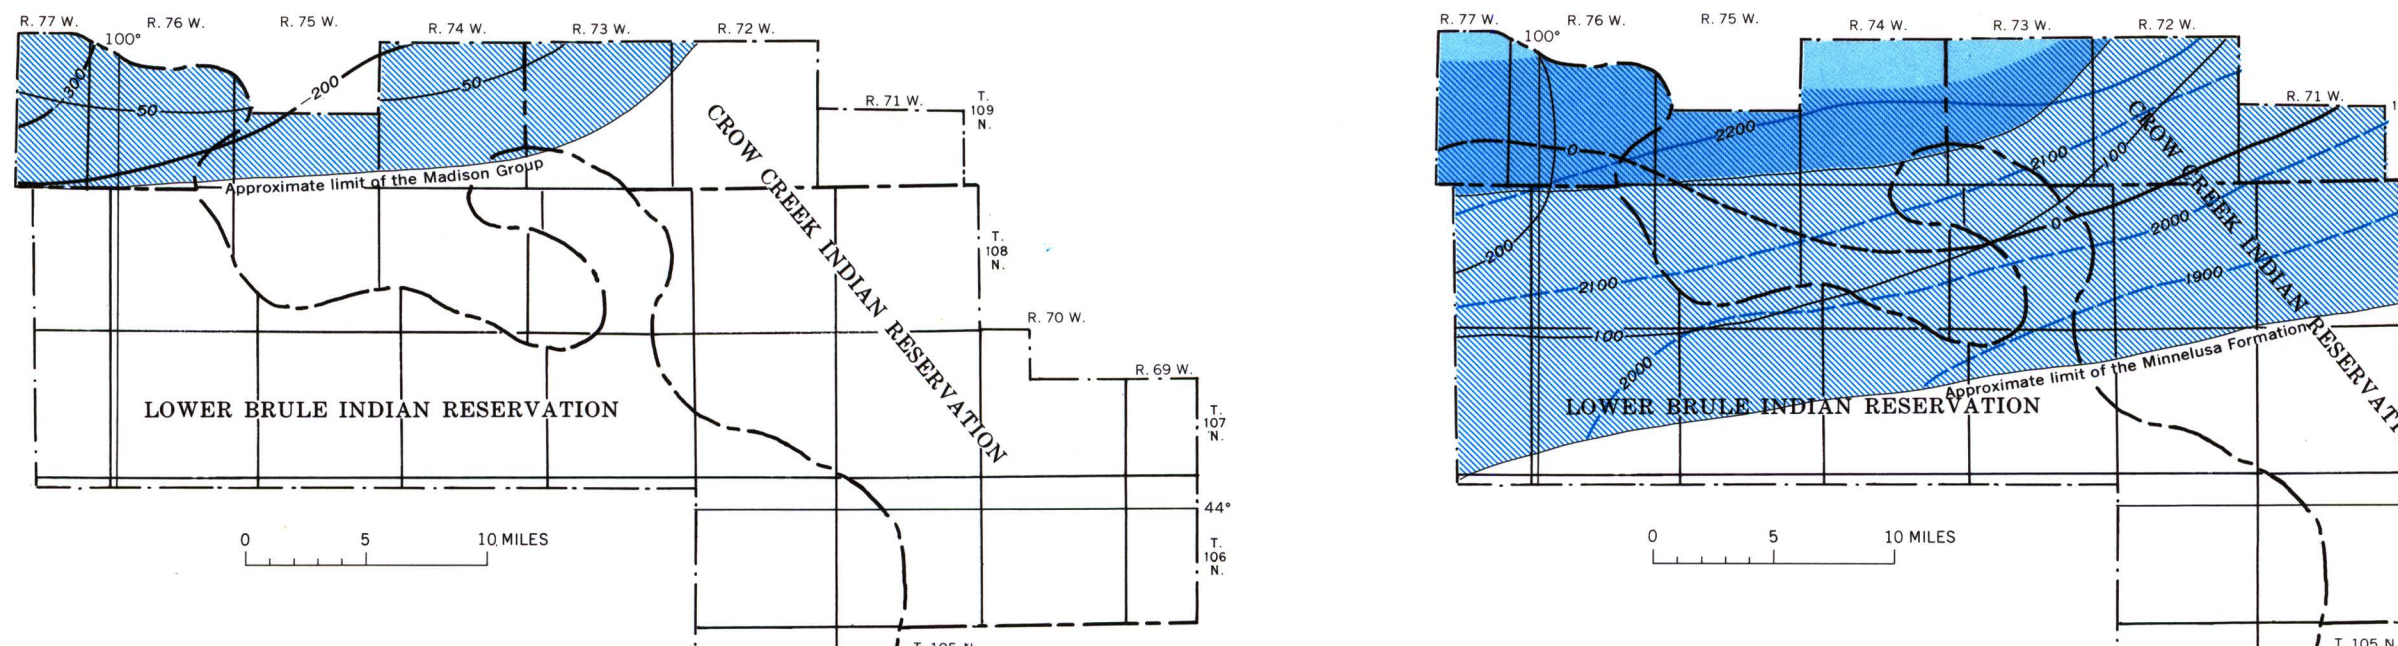 R. 77 W.
R. 76 W.
R. 75 W.
R. 74 W.
R. 73 W.
R. 72 W.
100°
300
50
-200
50
R. 71 W.
T.
109
N.
Approximate limit of the Madison Group
CROW CREEK INDIAN RESERVATION
T.
108
N.
R. 70 W.
R. 69 W.
LOWER BRULE INDIAN RESERVATION
T.
107
N.
44°
0 5 10 MILES
T.
106
N.
T. 105 N.
R. 77 W.
R. 76 W.
R. 75 W.
R. 74 W.
R. 73 W.
R. 72 W.
100°
R. 71 W.
2200
0
2100
100
200
0
2000
2100
1900
100
2000
CROW CREEK INDIAN RESERVATI
Approximate limit of the Minnelusa Formation
LOWER BRULE INDIAN RESERVATION
0 5 10 MILES
T. 105 N.